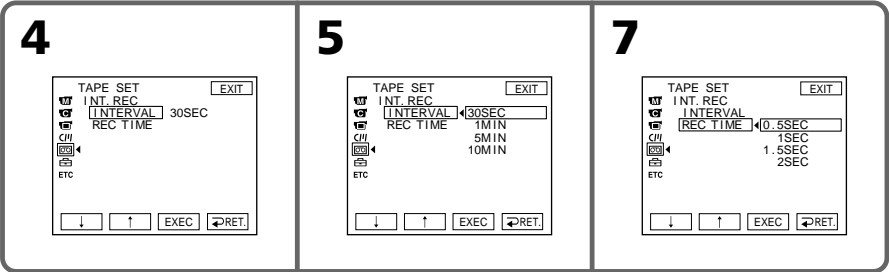 4
TAPE SET EXIT
INT. REC
INTERVAL 30SEC
REC TIME
ETC
↓ ↑ EXEC RET.
5
TAPE SET EXIT
INT. REC
INTERVAL 30SEC
REC TIME 1MIN
5MIN
10MIN
ETC
↓ ↑ EXEC RET.
7
TAPE SET EXIT
INT. REC
INTERVAL
REC TIME 0.5SEC
1SEC
1.5SEC
2SEC
ETC
↓ ↑ EXEC RET.